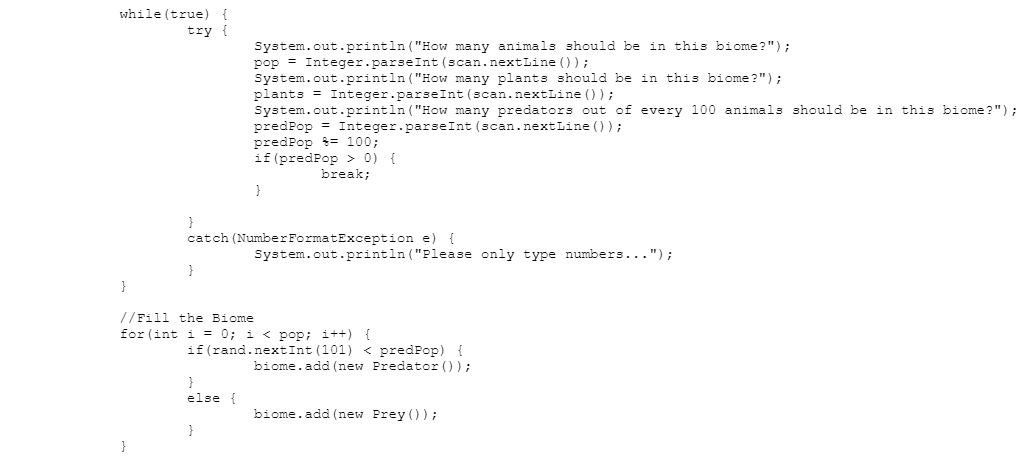 while(true) {
try {
System.out.println("How many animals should be in this biome?");
pop = Integer.parseInt(scan.nextLine());
System.out.println("How many plants should be in this biome?");
plants = Integer.parseInt(scan.nextLine());
System.out.println("How many predators out of every 100 animals should be in this biome?");
predPop = Integer.parseInt(scan.nextLine());
predPop %= 100;
if(predPop > 0) {
break;
}
}
catch(NumberFormatException e) {
System.out.println("Please only type numbers...");
}
}
//Fill the Biome
for(int i = 0; i < pop; i++) {
if(rand.nextInt(101) < predPop) {
biome.add(new Predator());
}
else {
biome.add(new Prey());
}
}